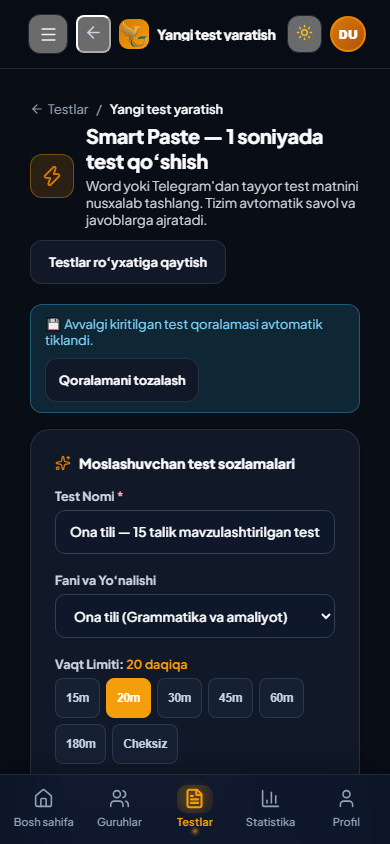 Yangi test yaratish
DU
Testlar / Yangi test yaratish
Smart Paste — 1 soniyada
test qo‘shish
Word yoki Telegram'dan tayyor test matnini
nusxalab tashlang. Tizim avtomatik savol va
javoblarga ajratadi.
Testlar ro‘yxatiga qaytish
Avvalgi kiritilgan test qoralamasi avtomatik
tiklandi.
Qoralamani tozalash
Moslashuvchan test sozlamalari
Test Nomi *
Ona tili — 15 talik mavzulashtirilgan test
Fani va Yo‘nalishi
Ona tili (Grammatika va amaliyot)
Vaqt Limiti: 20 daqiqa
15m 20m 30m 45m 60m
180m Cheksiz
Bosh sahifa Guruhlar Testlar Statistika Profil